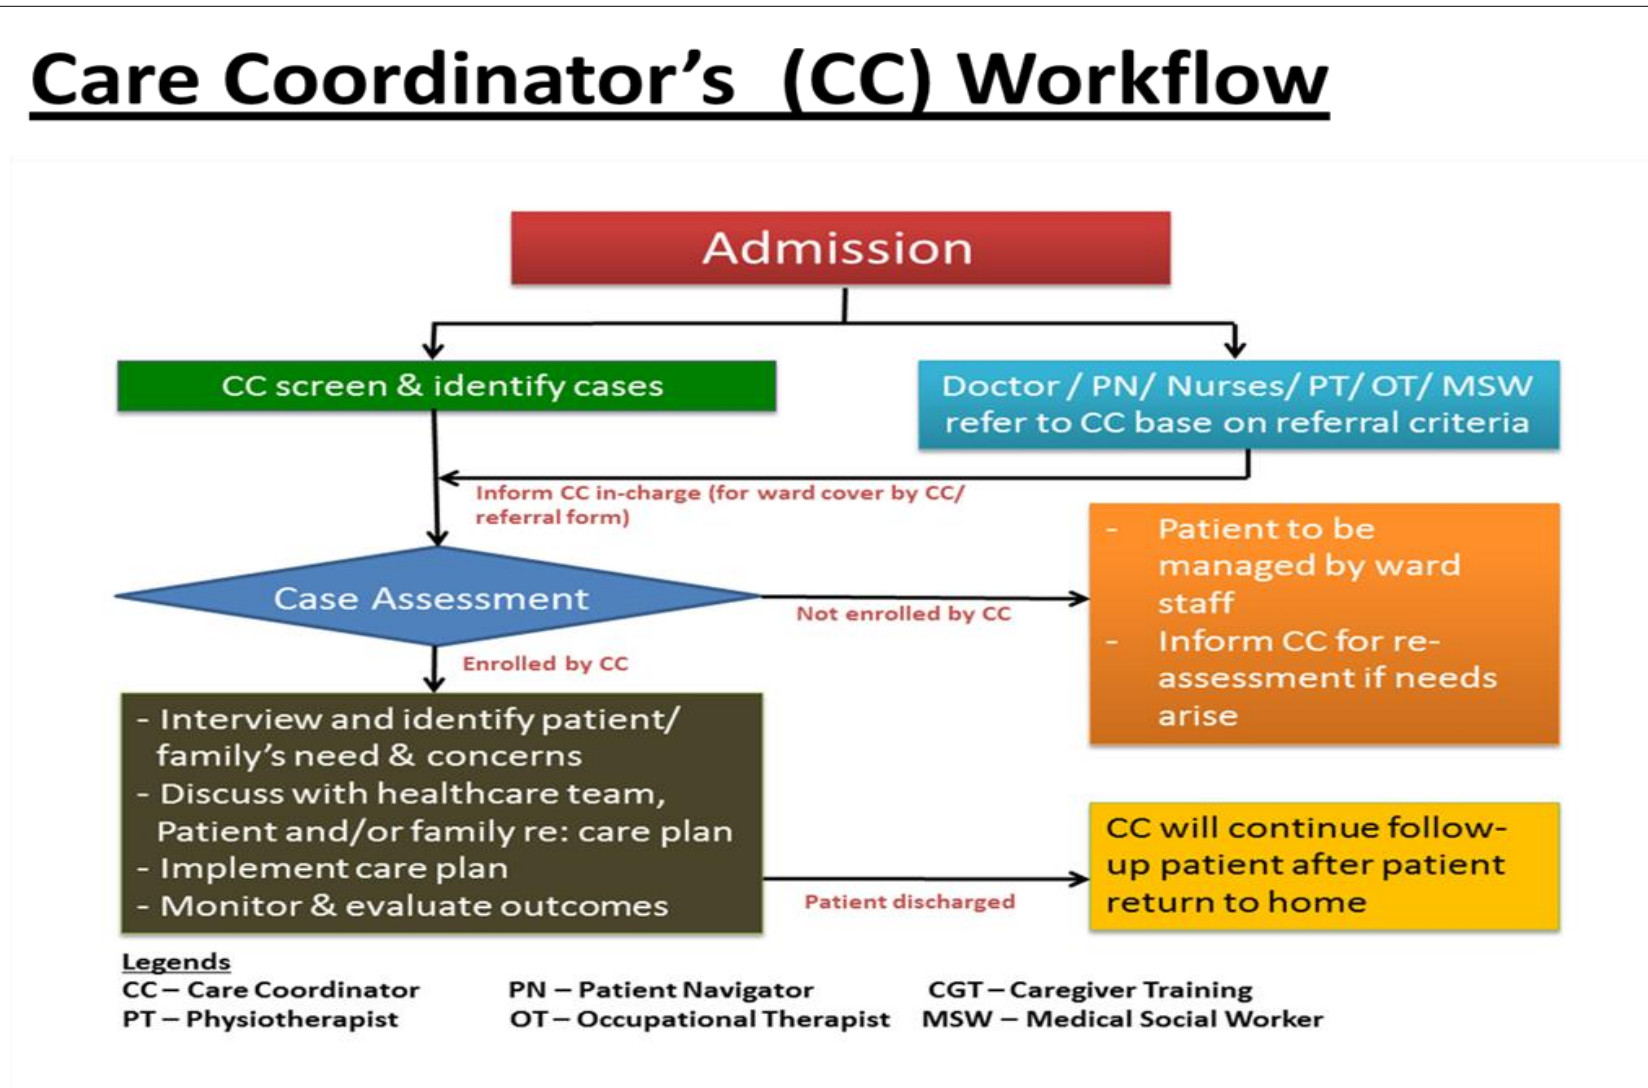 Care Coordinator’s  (CC) Workflow
Admission
CC screen & identify cases
Doctor / PN/ Nurses/ PT/ OT/ MSW
refer to CC base on referral criteria
Inform CC in-charge (for ward cover by CC/
referral form)
Case Assessment
Not enrolled by CC
- Patient to be
managed by ward
staff
- Inform CC for re-
assessment if needs
arise
Enrolled by CC
- Interview and identify patient/
family’s need & concerns
- Discuss with healthcare team,
Patient and/or family re: care plan
- Implement care plan
- Monitor & evaluate outcomes
Patient discharged
CC will continue follow-
up patient after patient
return to home
Legends
CC – Care Coordinator PN – Patient Navigator CGT – Caregiver Training
PT – Physiotherapist OT – Occupational Therapist MSW – Medical Social Worker